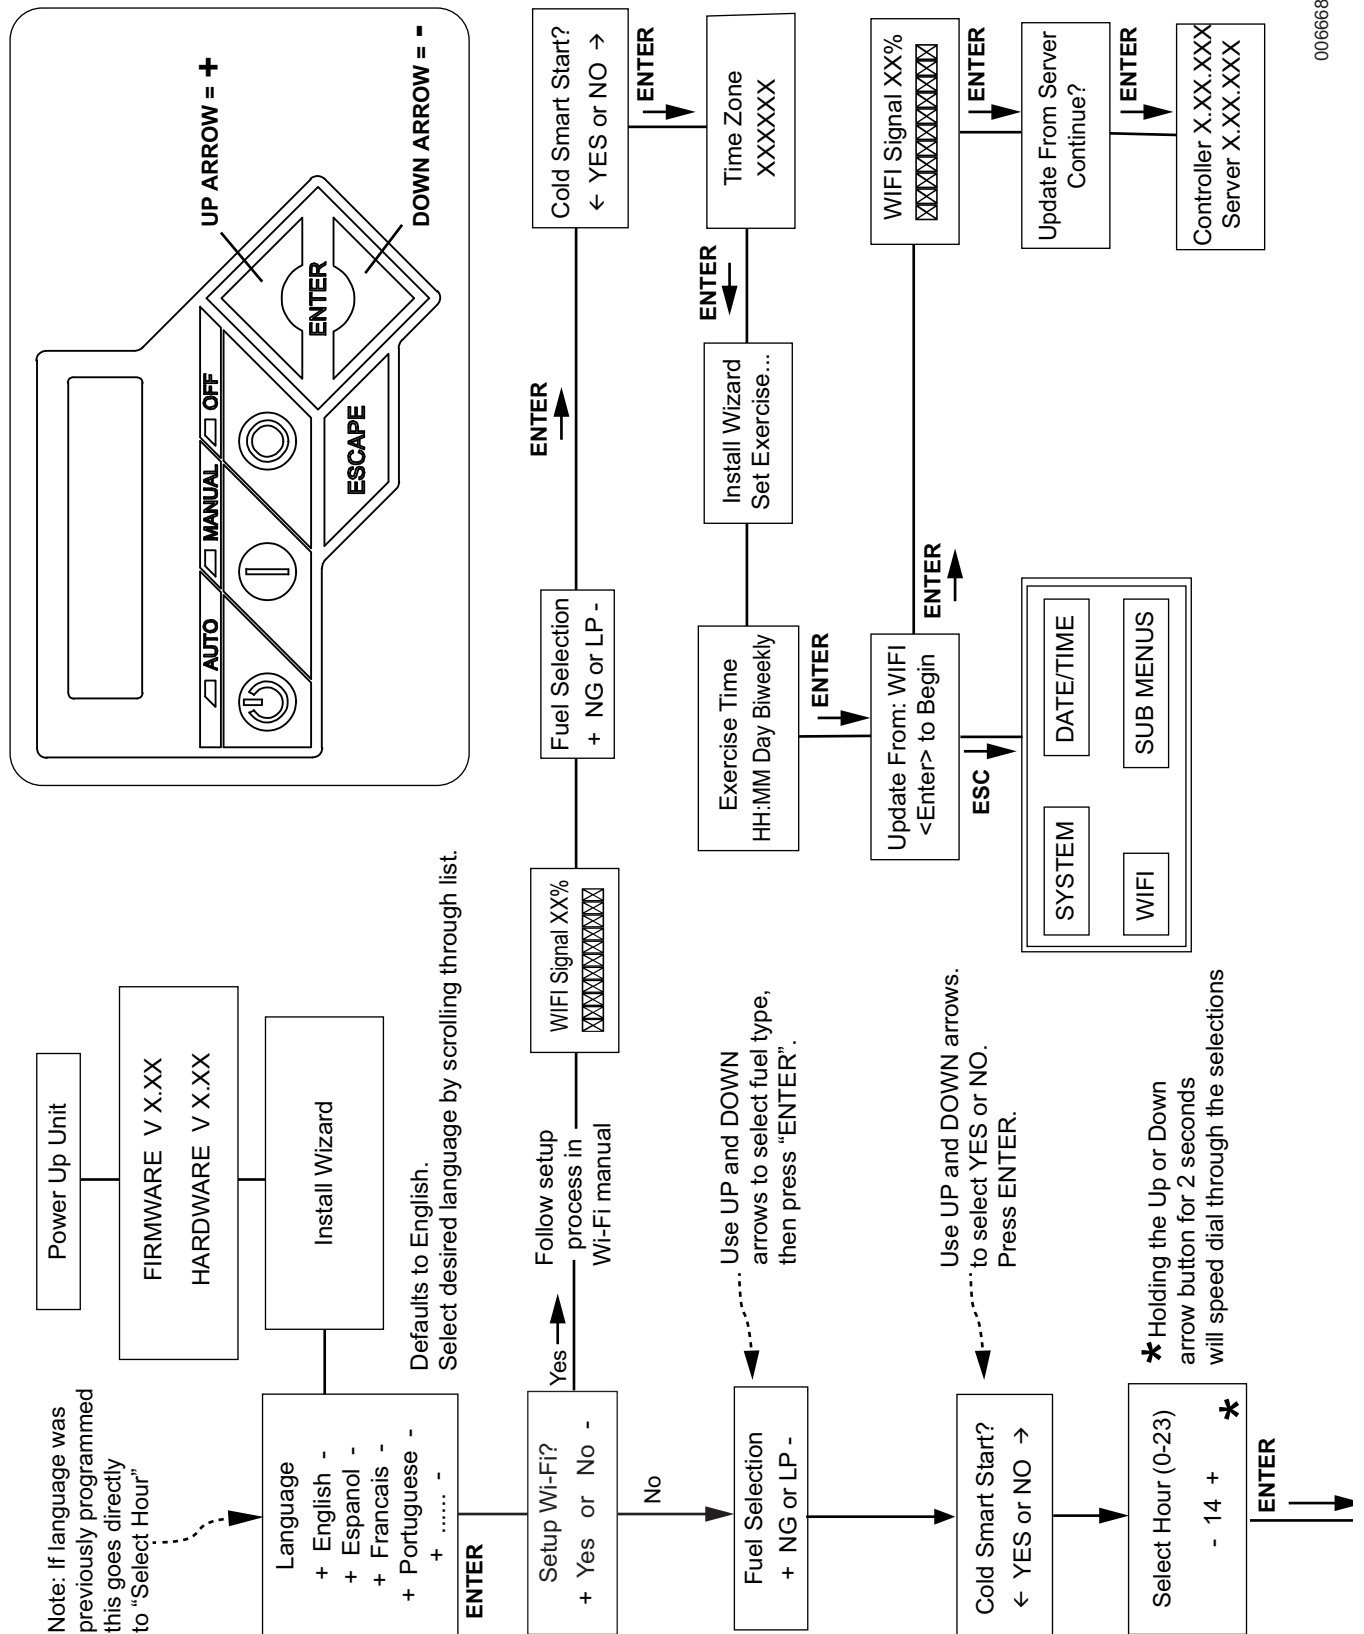 Power Up Unit
FIRMWARE V X.XX
HARDWARE V X.XX
Install Wizard
Note: If language was
previously programmed
this goes directly
to “Select Hour”
Language
+ English -
+ Espanol -
+ Francais -
+ Portuguese -
+ ...... -
ENTER
Defaults to English.
Select desired language by scrolling through list.
Setup Wi-Fi?
+ Yes or No -
Yes
Follow setup
process in
Wi-Fi manual
WIFI Signal XX%
Fuel Selection
+ NG or LP -
ENTER
Cold Smart Start?
← YES or NO →
ENTER
Time Zone
XXXXXX
ENTER
Install Wizard
Set Exercise...
Exercise Time
HH:MM Day Biweekly
ENTER
Update From: WIFI
<Enter> to Begin
ENTER
WIFI Signal XX%
ENTER
Update From Server
Continue?
ENTER
Controller X.XX.XXX
Server X.XX.XXX
ESC
SYSTEM
DATE/TIME
WIFI
SUB MENUS
No
Fuel Selection
+ NG or LP -
Use UP and DOWN
arrows to select fuel type,
then press “ENTER”.
Cold Smart Start?
← YES or NO →
Use UP and DOWN arrows.
to select YES or NO.
Press ENTER.
Select Hour (0-23)
- 14 +
*
*Holding the Up or Down
arrow button for 2 seconds
will speed dial through the selections
ENTER
AUTO
MANUAL
OFF
ESCAPE
ENTER
UP ARROW = +
DOWN ARROW = -
006668